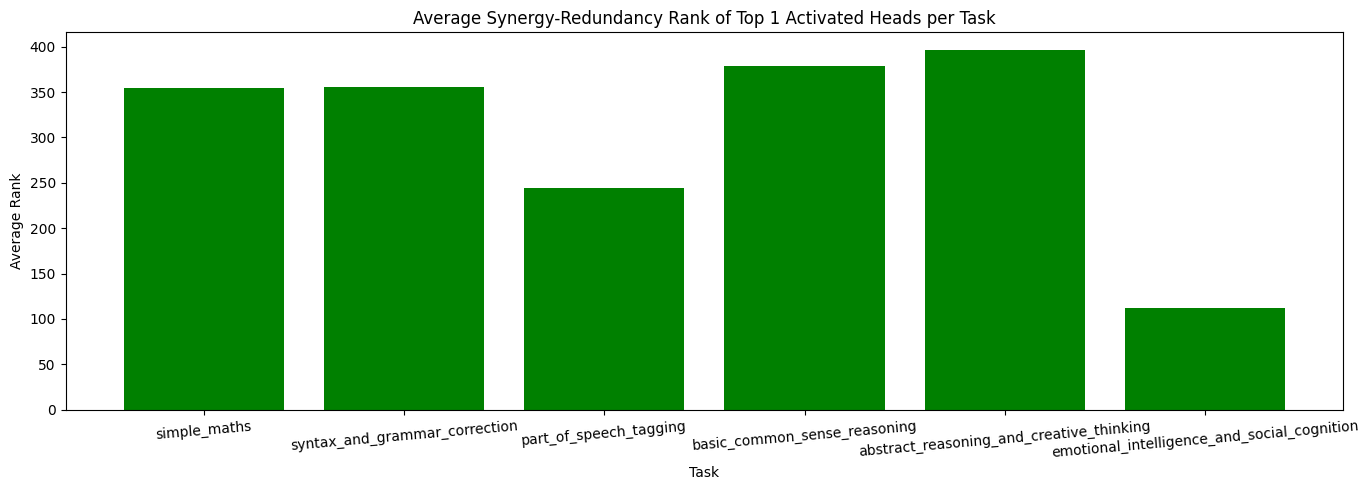 Average Synergy-Redundancy Rank of Top 1 Activated Heads per Task
Average Rank
400
350
300
250
200
150
100
50
0
simple_maths
syntax_and_grammar_correction
part_of_speech_tagging
basic_common_sense_reasoning
abstract_reasoning_and_creative_thinking
emotional_intelligence_and_social_cognition
Task